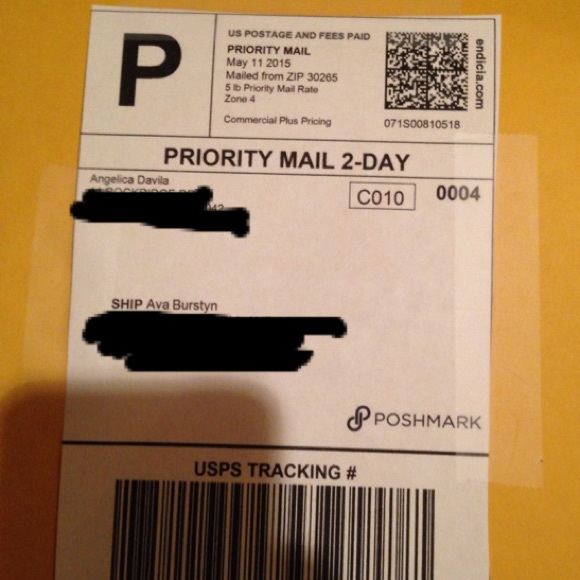 P
US POSTAGE AND FEES PAID
PRIORITY MAIL
May 11 2015
Mailed from ZIP 30265
5 lb Priority Mail Rate
Zone 4
Commercial Plus Pricing
071S00810518
endicia.com
PRIORITY MAIL 2-DAY
Angelica Davila
C010
0004
SHIP Ava Burstyn
POSHMARK
USPS TRACKING #